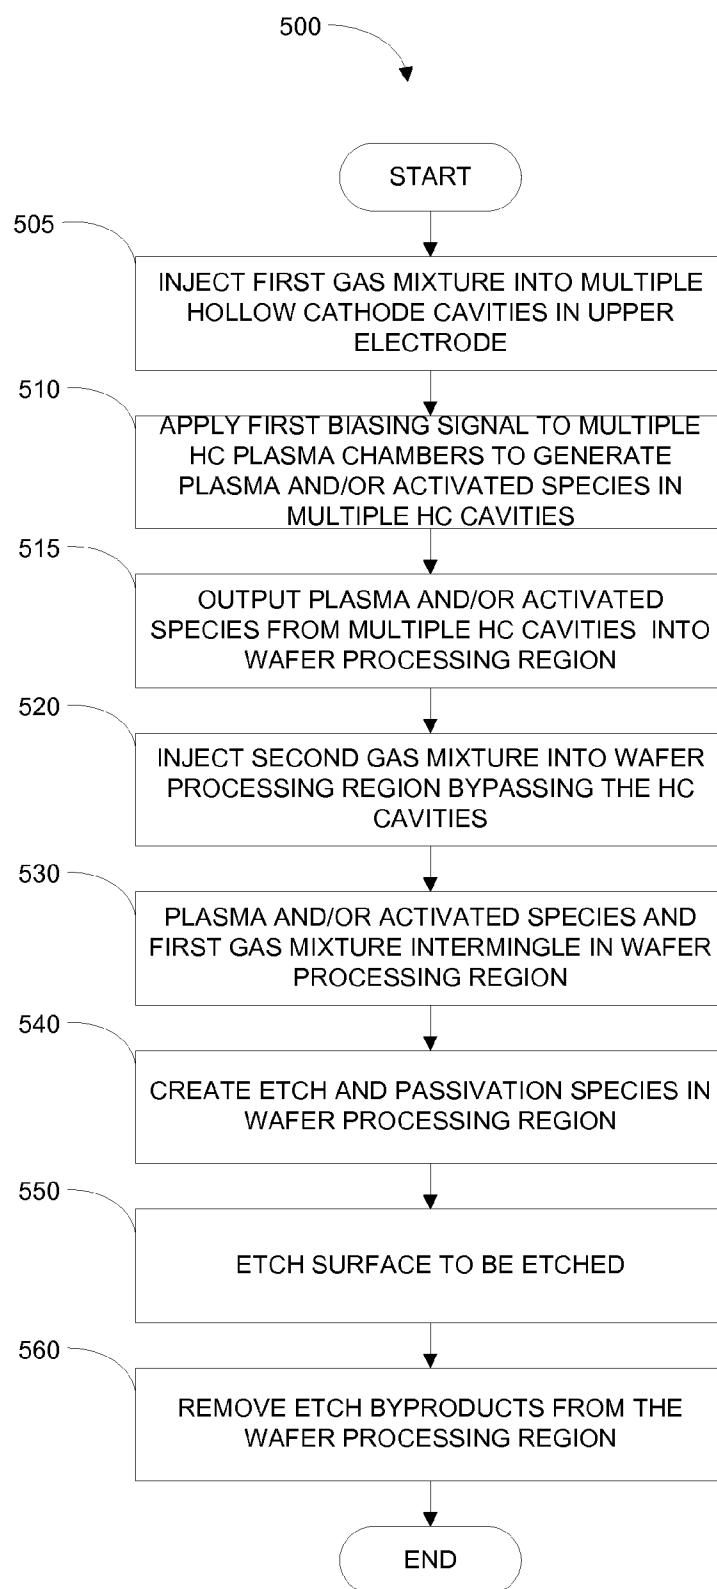 500
START
505
INJECT FIRST GAS MIXTURE INTO MULTIPLE
HOLLOW CATHODE CAVITIES IN UPPER
ELECTRODE
510
APPLY FIRST BIASING SIGNAL TO MULTIPLE
HC PLASMA CHAMBERS TO GENERATE
PLASMA AND/OR ACTIVATED SPECIES IN
MULTIPLE HC CAVITIES
515
OUTPUT PLASMA AND/OR ACTIVATED
SPECIES FROM MULTIPLE HC CAVITIES INTO
WAFER PROCESSING REGION
520
INJECT SECOND GAS MIXTURE INTO WAFER
PROCESSING REGION BYPASSING THE HC
CAVITIES
530
PLASMA AND/OR ACTIVATED SPECIES AND
FIRST GAS MIXTURE INTERMINGLE IN WAFER
PROCESSING REGION
540
CREATE ETCH AND PASSIVATION SPECIES IN
WAFER PROCESSING REGION
550
ETCH SURFACE TO BE ETCHED
560
REMOVE ETCH BYPRODUCTS FROM THE
WAFER PROCESSING REGION
END